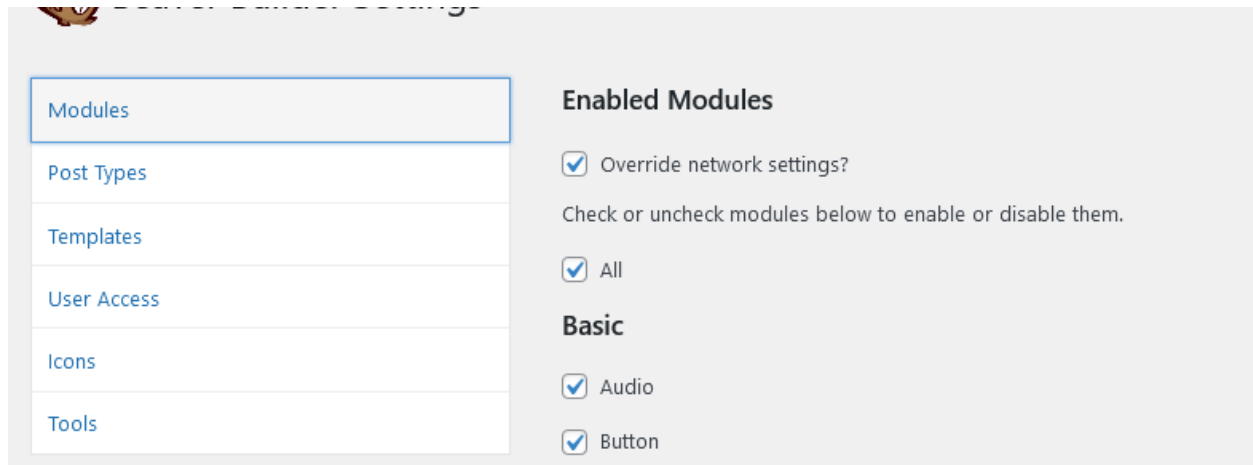 Modules
Post Types
Templates
User Access
Icons
Tools
Enabled Modules
Override network settings?
Check or uncheck modules below to enable or disable them.
All
Basic
Audio
Button